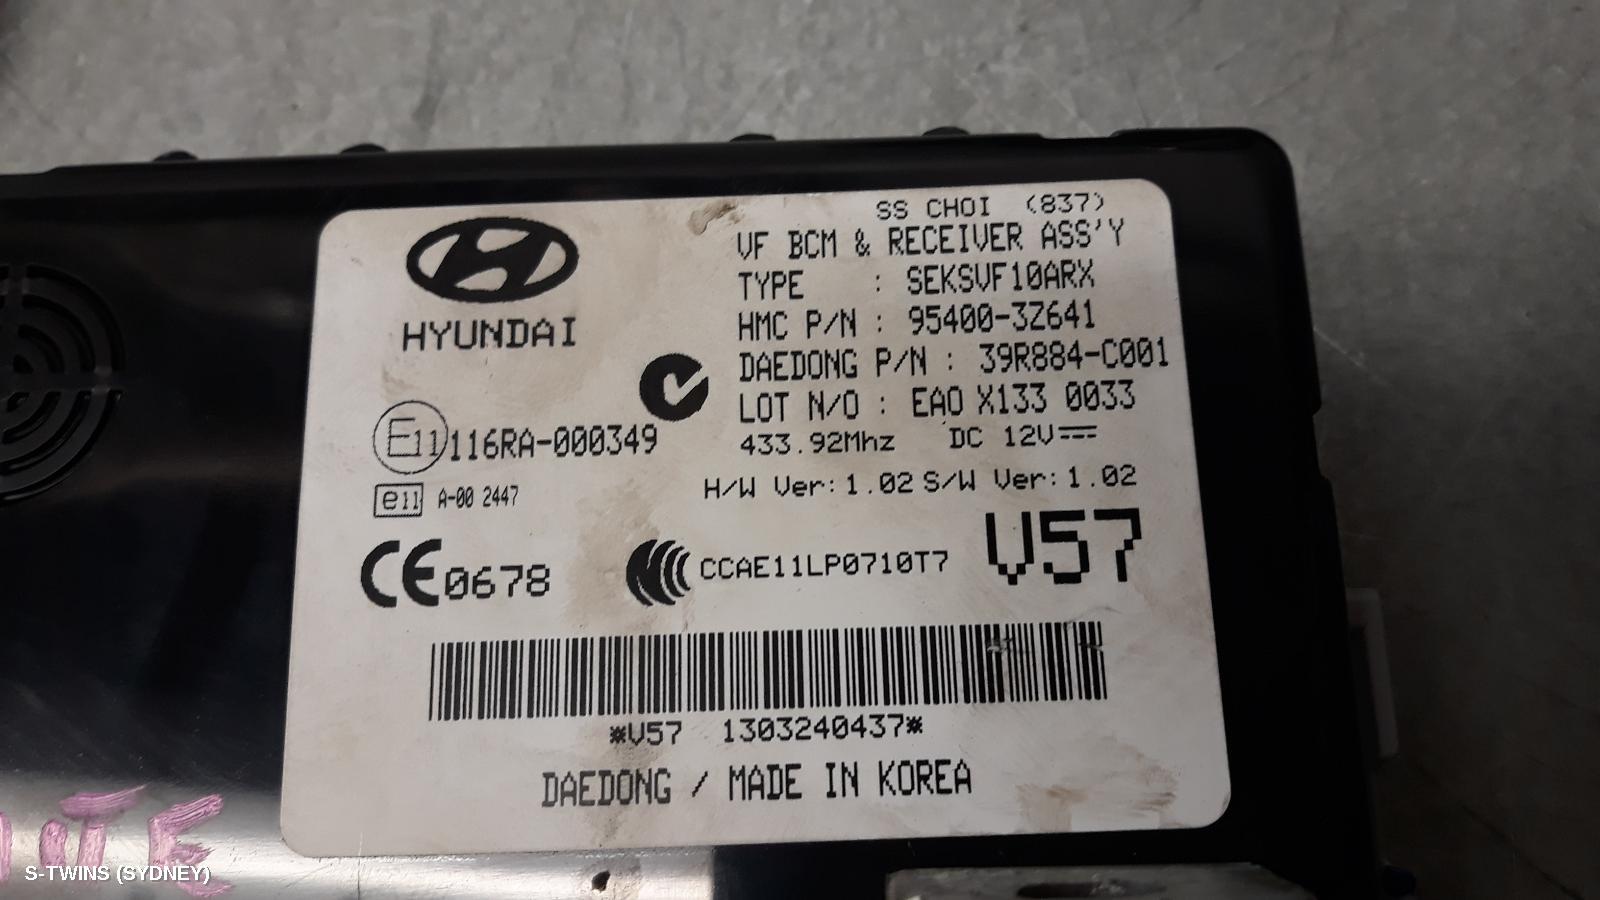 SS CHOI (837)
VF BCM & RECEIVER ASS'Y
TYPE : SEKSVF10ARX
HMC P/N : 95400-3Z641
DAEDONG P/N : 39R884-C001
LOT N/O : EAO X133 0033
433.92Mhz DC 12V
H/W Ver:1.02 S/W Ver:1.02
HYUNDAI
E11 116RA-000349
e11 A-00 2447
CE0678
CCAE11LP0710T7
V57
*V57 1303240437*
DAEDONG / MADE IN KOREA
S-TWINS (SYDNEY)